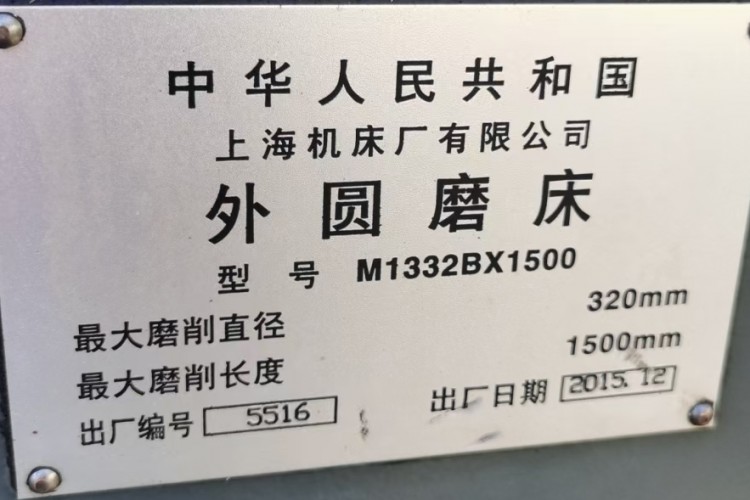 中华人民共和国
上海机床厂有限公司
外圆磨床
型号 M1332BX1500
最大磨削直径 320mm
最大磨削长度 1500mm
出厂编号 5516 出厂日期 2015.12